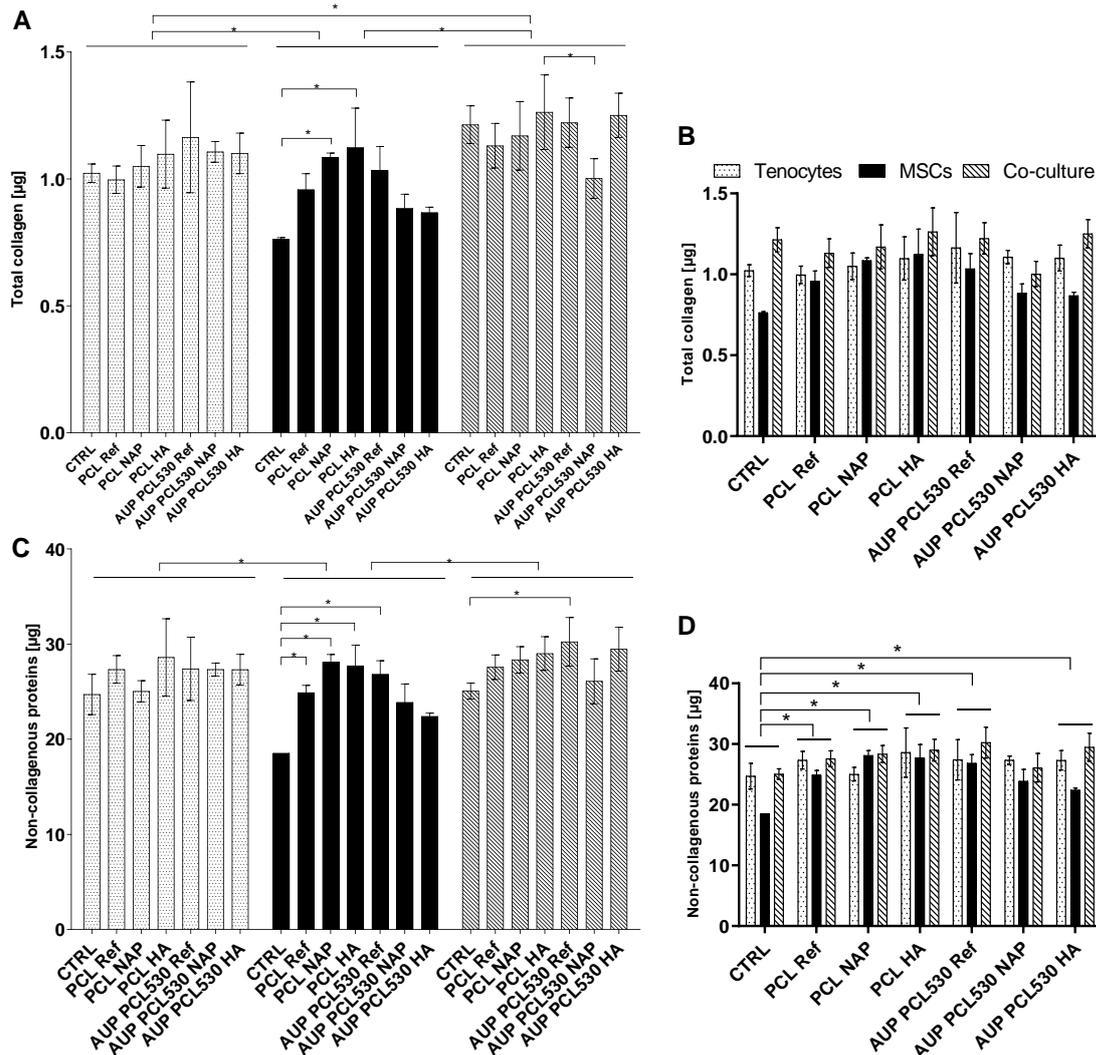 A
*
*
*
*
*
*
Total collagen [µg]
1.5
1.0
0.5
0.0
CTRL
PCL Ref
PCL NAP
PCL HA
AUP PCL530 Ref
AUP PCL530 NAP
AUP PCL530 HA
CTRL
PCL Ref
PCL NAP
PCL HA
AUP PCL530 Ref
AUP PCL530 NAP
AUP PCL530 HA
CTRL
PCL Ref
PCL NAP
PCL HA
AUP PCL530 Ref
AUP PCL530 NAP
AUP PCL530 HA
B
Tenocytes MSCs Co-culture
Total collagen [µg]
1.5
1.0
0.5
0.0
CTRL
PCL Ref
PCL NAP
PCL HA
AUP PCL530 Ref
AUP PCL530 NAP
AUP PCL530 HA
C
*
*
*
*
*
*
*
Non-collagenous proteins [µg]
40
30
20
10
0
CTRL
PCL Ref
PCL NAP
PCL HA
AUP PCL530 Ref
AUP PCL530 NAP
AUP PCL530 HA
CTRL
PCL Ref
PCL NAP
PCL HA
AUP PCL530 Ref
AUP PCL530 NAP
AUP PCL530 HA
CTRL
PCL Ref
PCL NAP
PCL HA
AUP PCL530 Ref
AUP PCL530 NAP
AUP PCL530 HA
D
*
*
*
*
*
Non-collagenous proteins [µg]
40
30
20
10
0
CTRL
PCL Ref
PCL NAP
PCL HA
AUP PCL530 Ref
AUP PCL530 NAP
AUP PCL530 HA